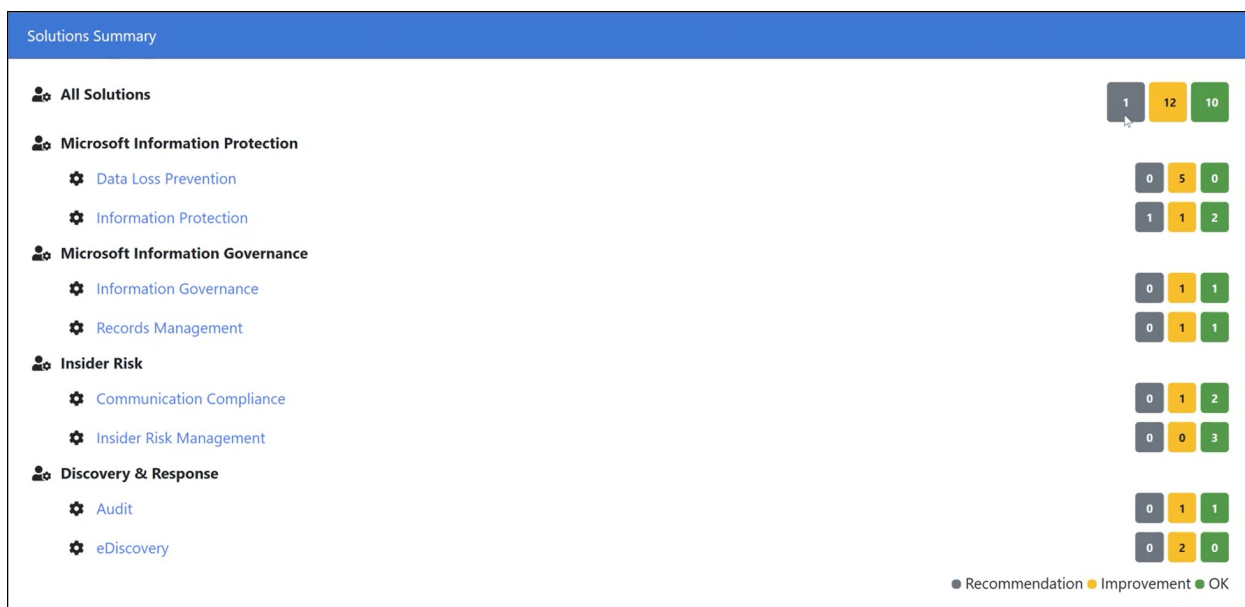 Solutions Summary
All Solutions 1 12 10
Microsoft Information Protection
Data Loss Prevention 0 5 0
Information Protection 1 1 2
Microsoft Information Governance
Information Governance 0 1 1
Records Management 0 1 1
Insider Risk
Communication Compliance 0 1 2
Insider Risk Management 0 0 3
Discovery & Response
Audit 0 1 1
eDiscovery 0 2 0
Recommendation Improvement OK